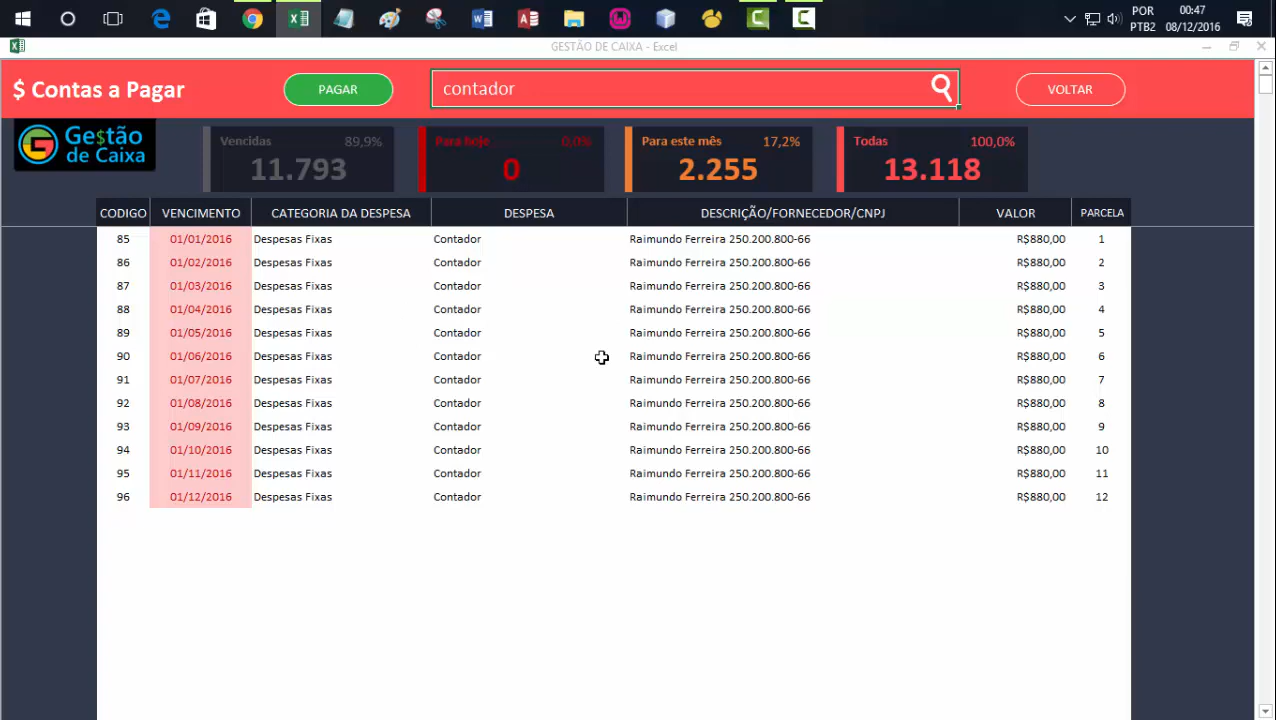 POR 00:47
PTB2 08/12/2016
GESTÃO DE CAIXA - Excel
$ Contas a Pagar PAGAR contador VOLTAR
Ge$tão
de Caixa
Vencidas 89,9% Para hoje 0,0% Para este mês 17,2% Todas 100,0%
11.793 0 2.255 13.118
CODIGO VENCIMENTO CATEGORIA DA DESPESA DESPESA DESCRIÇÃO/FORNECEDOR/CNPJ VALOR PARCELA
85 01/01/2016 Despesas Fixas Contador Raimundo Ferreira 250.200.800-66 R$880,00 1
86 01/02/2016 Despesas Fixas Contador Raimundo Ferreira 250.200.800-66 R$880,00 2
87 01/03/2016 Despesas Fixas Contador Raimundo Ferreira 250.200.800-66 R$880,00 3
88 01/04/2016 Despesas Fixas Contador Raimundo Ferreira 250.200.800-66 R$880,00 4
89 01/05/2016 Despesas Fixas Contador Raimundo Ferreira 250.200.800-66 R$880,00 5
90 01/06/2016 Despesas Fixas Contador Raimundo Ferreira 250.200.800-66 R$880,00 6
91 01/07/2016 Despesas Fixas Contador Raimundo Ferreira 250.200.800-66 R$880,00 7
92 01/08/2016 Despesas Fixas Contador Raimundo Ferreira 250.200.800-66 R$880,00 8
93 01/09/2016 Despesas Fixas Contador Raimundo Ferreira 250.200.800-66 R$880,00 9
94 01/10/2016 Despesas Fixas Contador Raimundo Ferreira 250.200.800-66 R$880,00 10
95 01/11/2016 Despesas Fixas Contador Raimundo Ferreira 250.200.800-66 R$880,00 11
96 01/12/2016 Despesas Fixas Contador Raimundo Ferreira 250.200.800-66 R$880,00 12